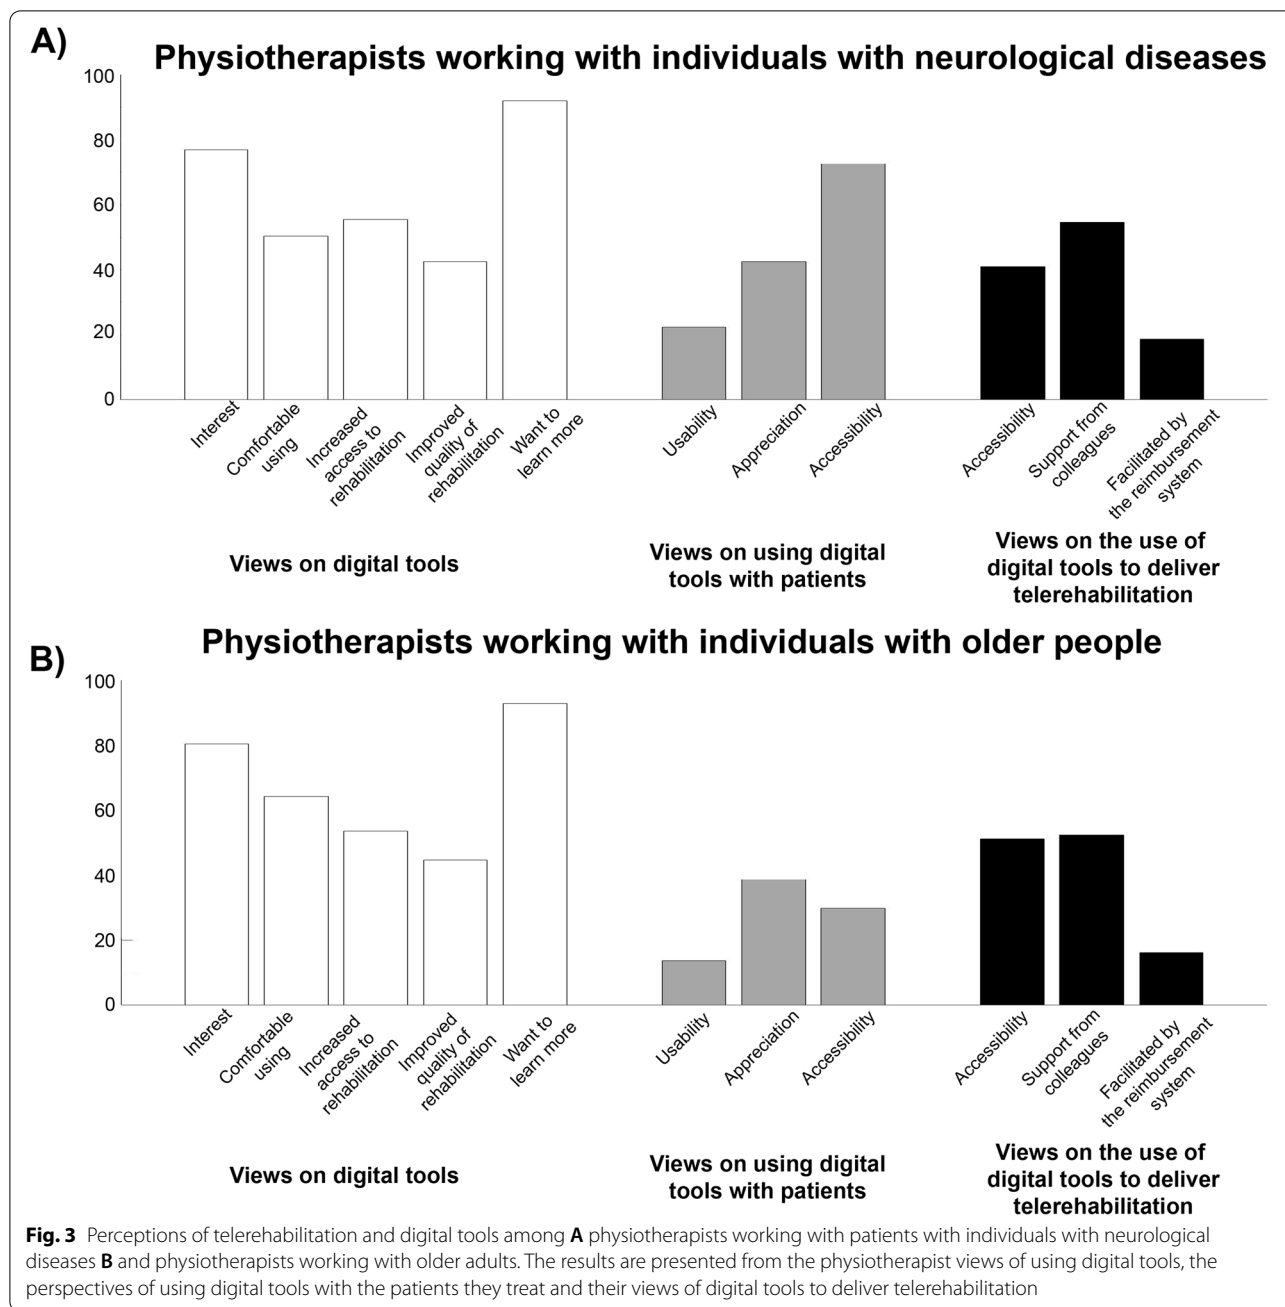 A)
Physiotherapists working with individuals with neurological diseases
100
80
60
40
20
0
Interest
Comfortable
using
Increased
access to
rehabilitation
Improved
quality of
rehabilitation
Want to
learn more
Usability
Appreciation
Accessibility
Accessibility
Support from
colleagues
Facilitated by
the reimbursement
system
Views on digital tools
Views on using digital
tools with patients
Views on the use of
digital tools to deliver
telerehabilitation
B)
Physiotherapists working with individuals with older people
100
80
60
40
20
0
Interest
Comfortable
using
Increased
access to
rehabilitation
Improved
quality of
rehabilitation
Want to
learn more
Usability
Appreciation
Accessibility
Accessibility
Support from
colleagues
Facilitated by
the reimbursement
system
Views on digital tools
Views on using digital
tools with patients
Views on the use of
digital tools to deliver
telerehabilitation
Fig. 3 Perceptions of telerehabilitation and digital tools among A physiotherapists working with patients with individuals with neurological
diseases B and physiotherapists working with older adults. The results are presented from the physiotherapist views of using digital tools, the
perspectives of using digital tools with the patients they treat and their views of digital tools to deliver telerehabilitation